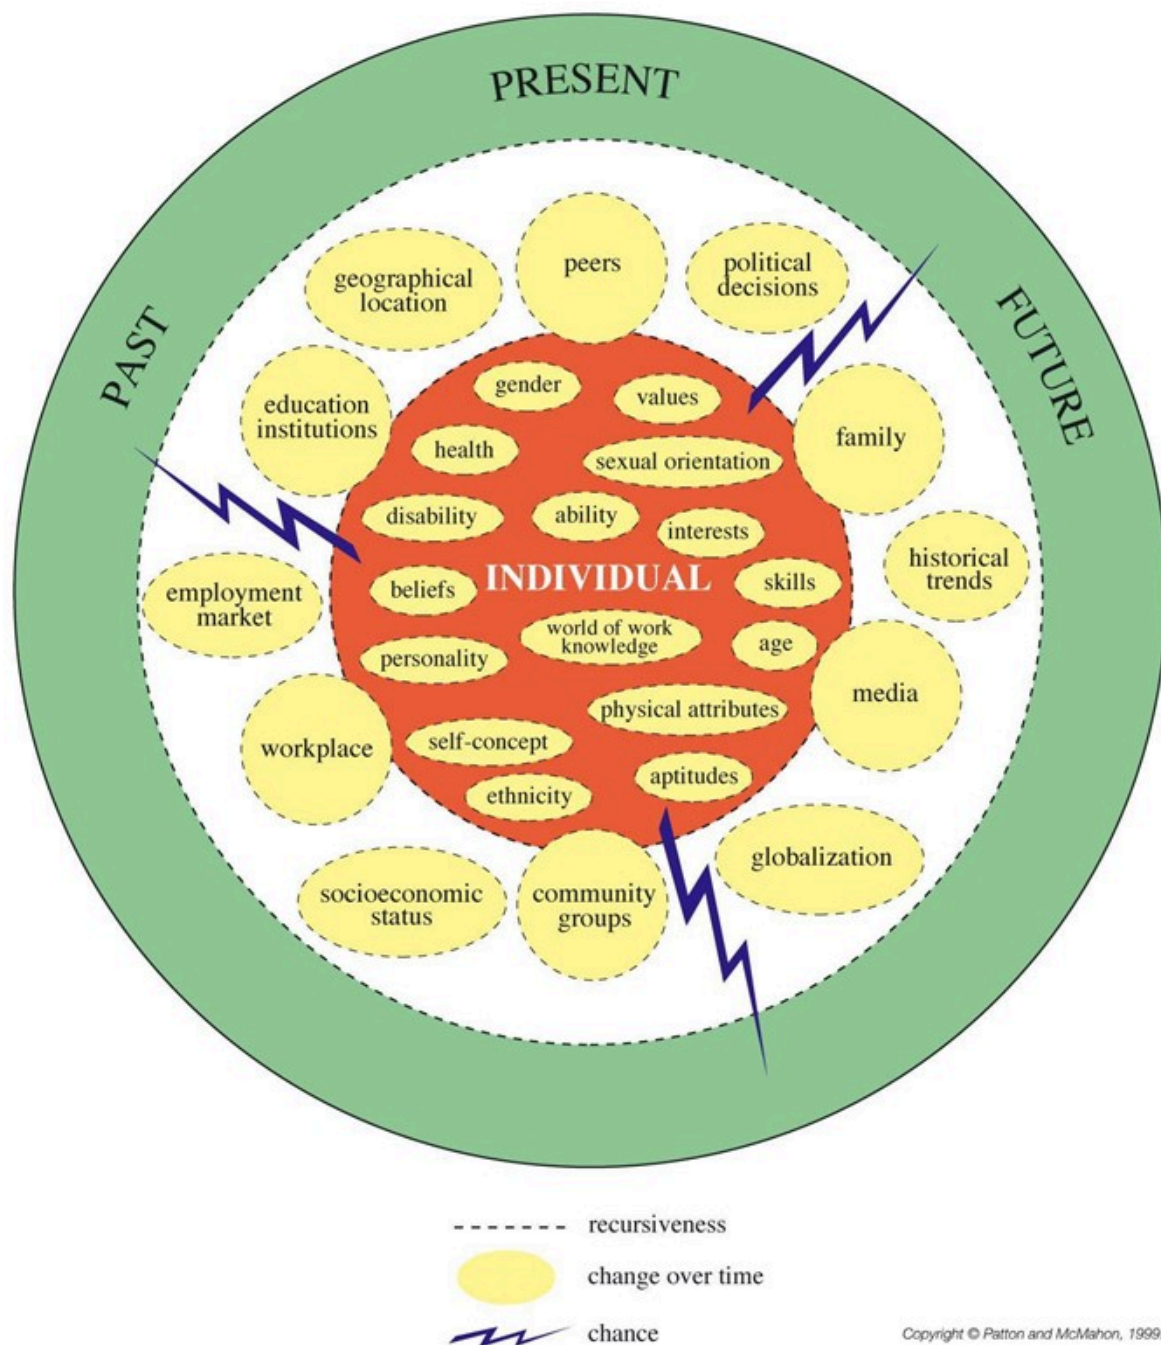 PRESENT
PAST
FUTURE
peers
geographical
location
political
decisions
education
institutions
family
employment
market
historical
trends
workplace
media
socioeconomic
status
community
groups
globalization
gender
values
health
sexual orientation
disability
ability
interests
INDIVIDUAL
beliefs
skills
world of work
knowledge
age
personality
physical attributes
self-concept
aptitudes
ethnicity
recursiveness
change over time
chance
Copyright © Patton and McMahon, 1999.